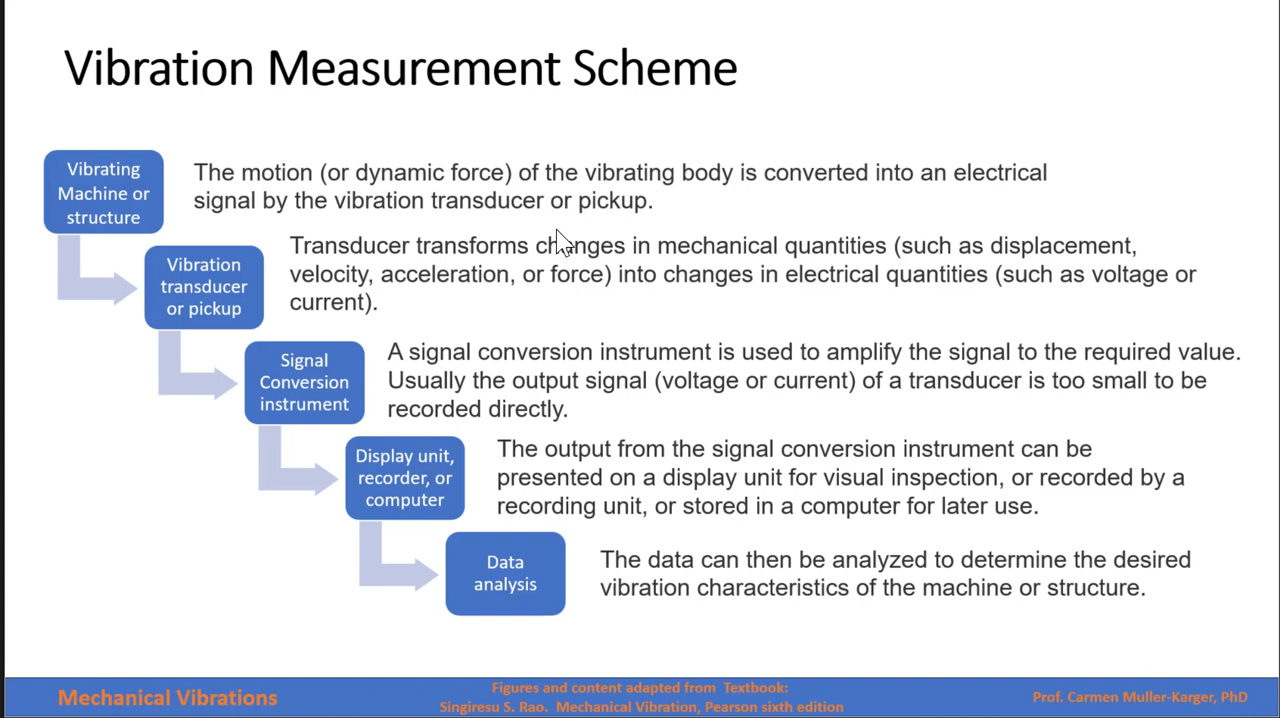 Vibration Measurement Scheme
Vibrating
Machine or
structure
The motion (or dynamic force) of the vibrating body is converted into an electrical
signal by the vibration transducer or pickup.
Vibration
transducer
or pickup
Transducer transforms changes in mechanical quantities (such as displacement,
velocity, acceleration, or force) into changes in electrical quantities (such as voltage or
current).
Signal
Conversion
instrument
A signal conversion instrument is used to amplify the signal to the required value.
Usually the output signal (voltage or current) of a transducer is too small to be
recorded directly.
Display unit,
recorder, or
computer
The output from the signal conversion instrument can be
presented on a display unit for visual inspection, or recorded by a
recording unit, or stored in a computer for later use.
Data
analysis
The data can then be analyzed to determine the desired
vibration characteristics of the machine or structure.
Mechanical Vibrations
Figures and content adapted from Textbook:
Singiresu S. Rao. Mechanical Vibration, Pearson sixth edition
Prof. Carmen Muller-Karger, PhD